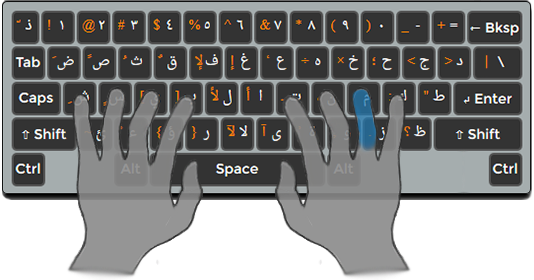 ذ ّ ! ١ @ ٢ # ٣ $ ٤ % ٥ ^ ٦ & ٧ * ٨ ( ٩ ) ٠ _ - + = ← Bksp
Tab ض َ ص ً ث ُ ق ٌ ف لإ غ إ ع ‘ ه ÷ خ × ح ؛ ج < د > | \
Caps ش س ي ب ل لأ ا أ ت م ك ط " ↵ Enter
⇧ Shift ئ ء { ر } لا لآ ى آ ز ظ ؟ ⇧ Shift
Ctrl Alt Space Alt Ctrl